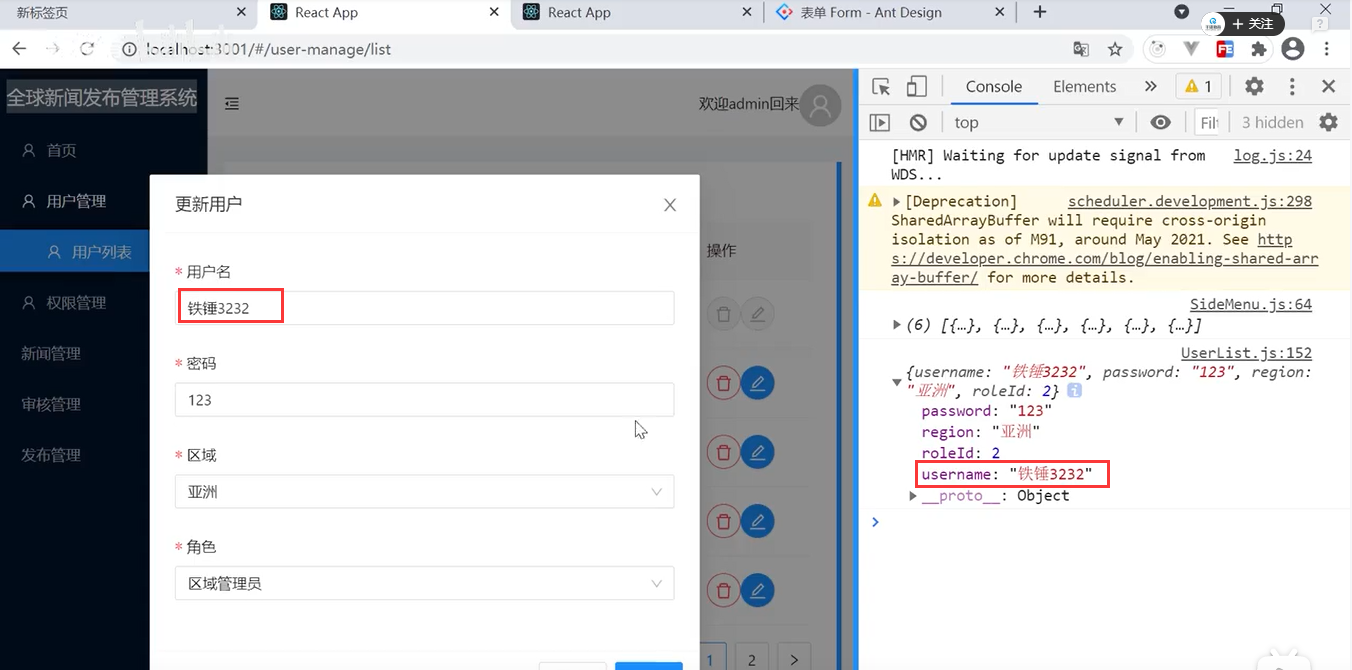 新标签页
React App
React App
表单 Form - Ant Design
+ 关注
localhost:3001/#/user-manage/list
全球新闻发布管理系统
首页
用户管理
用户列表
权限管理
新闻管理
审核管理
发布管理
欢迎admin回来
操作
更新用户
* 用户名
铁锤3232
* 密码
123
* 区域
亚洲
* 角色
区域管理员
1
2
Console
Elements
1
top
Filt
3 hidden
[HMR] Waiting for update signal from log.js:24
WDS...
[Deprecation] scheduler.development.js:298
SharedArrayBuffer will require cross-origin
isolation as of M91, around May 2021. See http
s://developer.chrome.com/blog/enabling-shared-arr
ay-buffer/ for more details.
SideMenu.js:64
(6) [{…}, {…}, {…}, {…}, {…}, {…}]
UserList.js:152
{username: "铁锤3232", password: "123", region:
"亚洲", roleId: 2}
password: "123"
region: "亚洲"
roleId: 2
username: "铁锤3232"
__proto__: Object